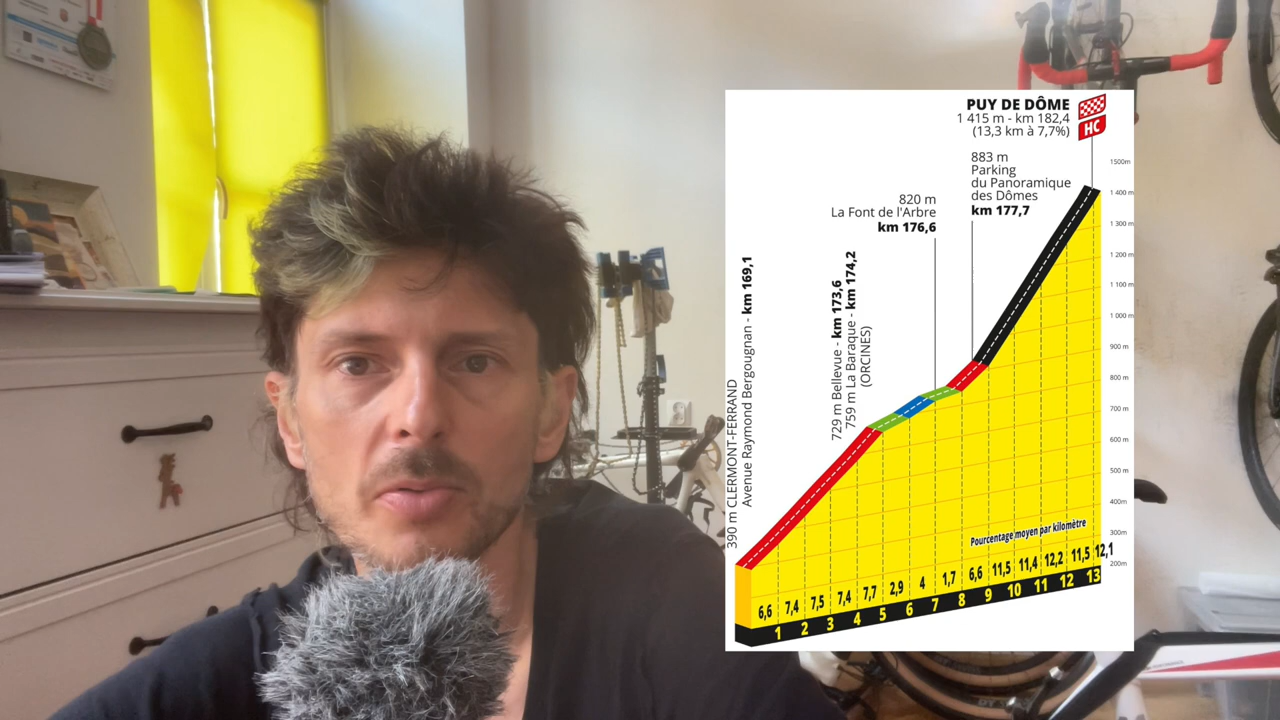 PUY DE DÔME
1 415 m - km 182,4
(13,3 km à 7,7%)
HC
883 m
Parking
du Panoramique
des Dômes
km 177,7
820 m
La Font de l'Arbre
km 176,6
729 m Bellevue - km 173,6
759 m La Baraque - km 174,2
(ORCINES)
390 m CLERMONT-FERRAND
Avenue Raymond Bergougnan - km 169,1
1500m
1 400 m
1 300 m
1 200 m
1 100 m
1 000 m
900 m
800 m
700 m
600 m
500 m
400m
300m
200m
Pourcentage moyen par kilomètre
6,6 7,4 7,5 7,4 7,7 2,9 4 1,7 6,6 11,5 11,4 12,2 11,5 12,1
1 2 3 4 5 6 7 8 9 10 11 12 13